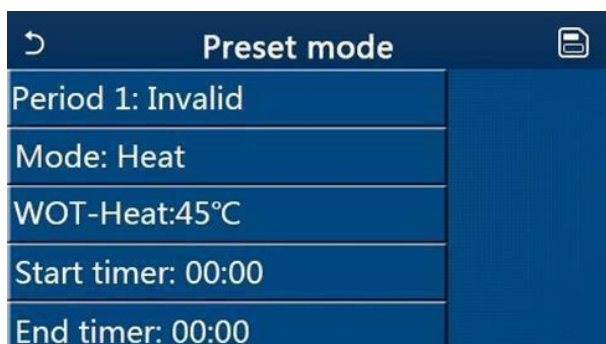 Preset mode
Period 1: Invalid
Mode: Heat
WOT-Heat:45℃
Start timer: 00:00
End timer: 00:00